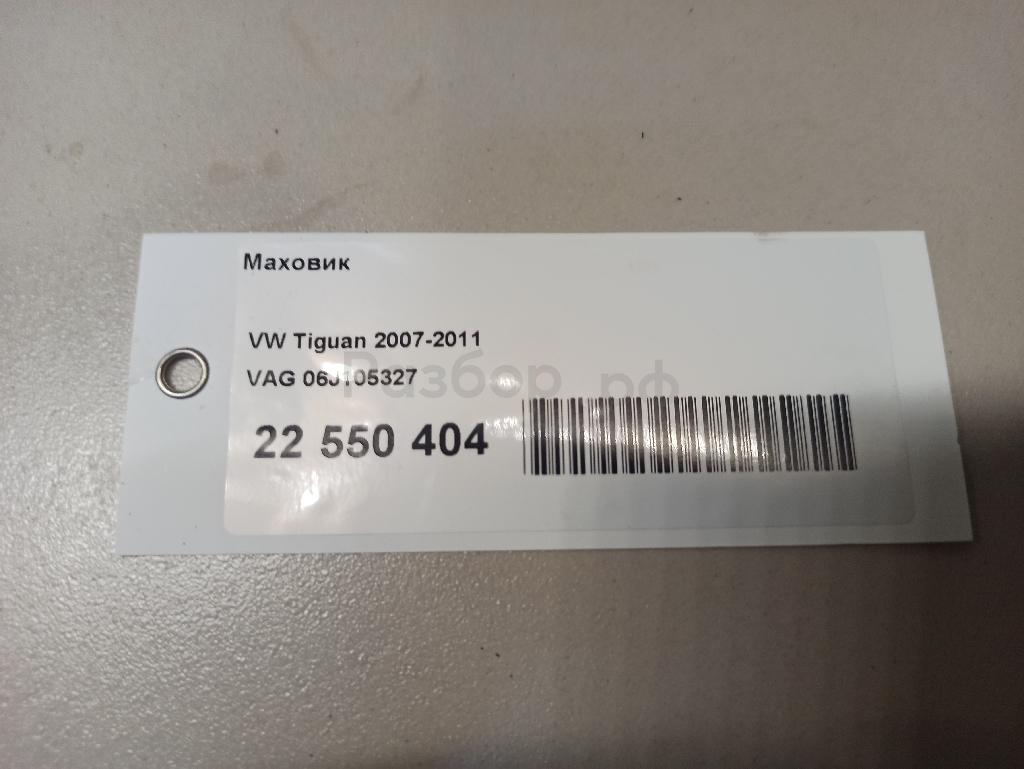 Маховик
VW Tiguan 2007-2011
VAG 06J105327
Разбор.рф
22 550 404